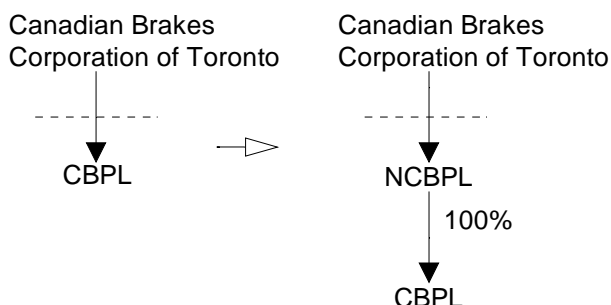 Canadian Brakes
Corporation of Toronto
CBPL
Canadian Brakes
Corporation of Toronto
NCBPL
100%
CBPL